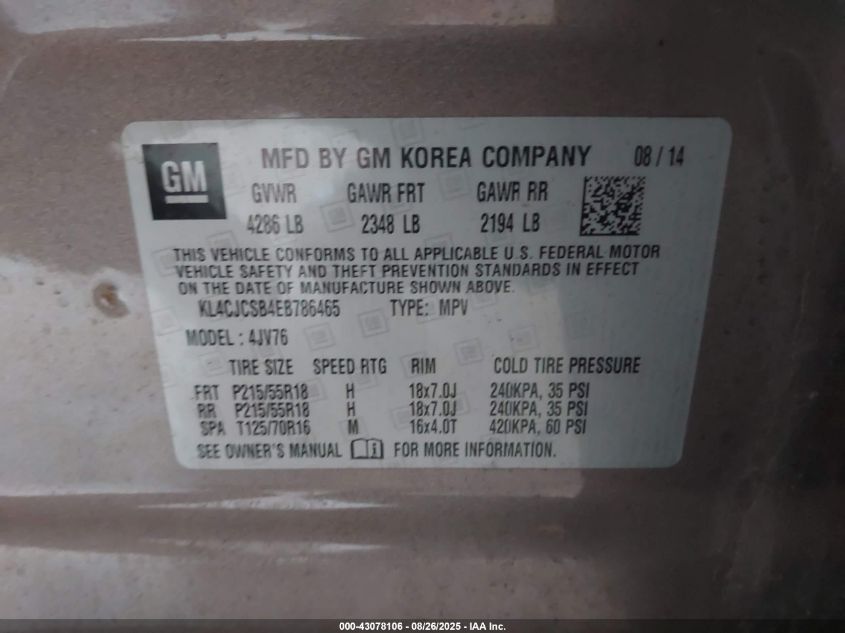 GM MFD BY GM KOREA COMPANY 08 / 14
GVWR GAWR FRT GAWR RR
4286 LB 2348 LB 2194 LB
THIS VEHICLE CONFORMS TO ALL APPLICABLE U.S. FEDERAL MOTOR
VEHICLE SAFETY AND THEFT PREVENTION STANDARDS IN EFFECT
ON THE DATE OF MANUFACTURE SHOWN ABOVE.
KL4CJCSB4EB786465 TYPE: MPV
MODEL : 4JV76
TIRE SIZE SPEED RTG RIM COLD TIRE PRESSURE
FRT P215/55R18 H 18x7.0J 240KPA, 35 PSI
RR P215/55R18 H 18x7.0J 240KPA, 35 PSI
SPA T125/70R16 M 16x4.0T 420KPA, 60 PSI
SEE OWNER'S MANUAL FOR MORE INFORMATION.
000-43078106 - 08/26/2025 - IAA Inc.